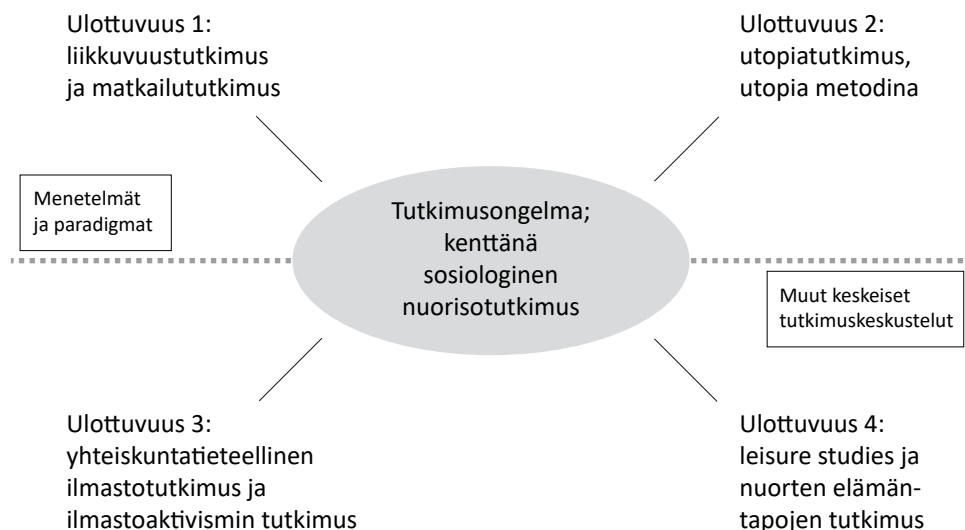 Ulottuvuus 1:
liikkuvuustutkimus
ja matkailututkimus
Ulottuvuus 2:
utopiatutkimus,
utopia metodina
Menetelmät
ja paradigmat
Tutkimusongelma;
kenttänä
sosiologinen
nuorisotutkimus
Muut keskeiset
tutkimuskeskustelut
Ulottuvuus 3:
yhteiskuntatieteellinen
ilmastotutkimus ja
ilmastoaktivismin tutkimus
Ulottuvuus 4:
leisure studies ja
nuorten elämän-
tapojen tutkimus